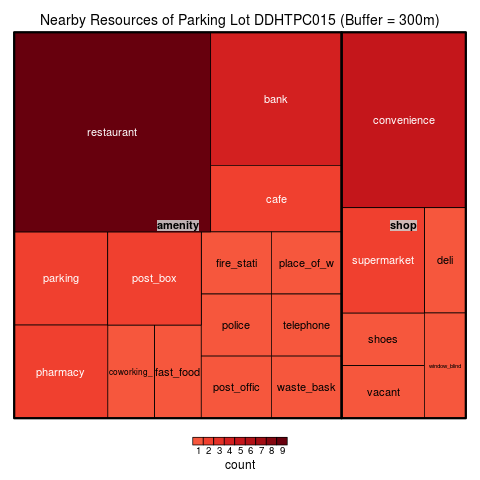 Nearby Resources of Parking Lot DDHTPC015 (Buffer = 300m)
restaurant
bank
convenience
cafe
amenity
shop
parking
post_box
fire_stati
place_of_w
supermarket
deli
police
telephone
shoes
pharmacy
coworking_
fast_food
post_offic
waste_bask
vacant
window_blind
1 2 3 4 5 6 7 8 9
count